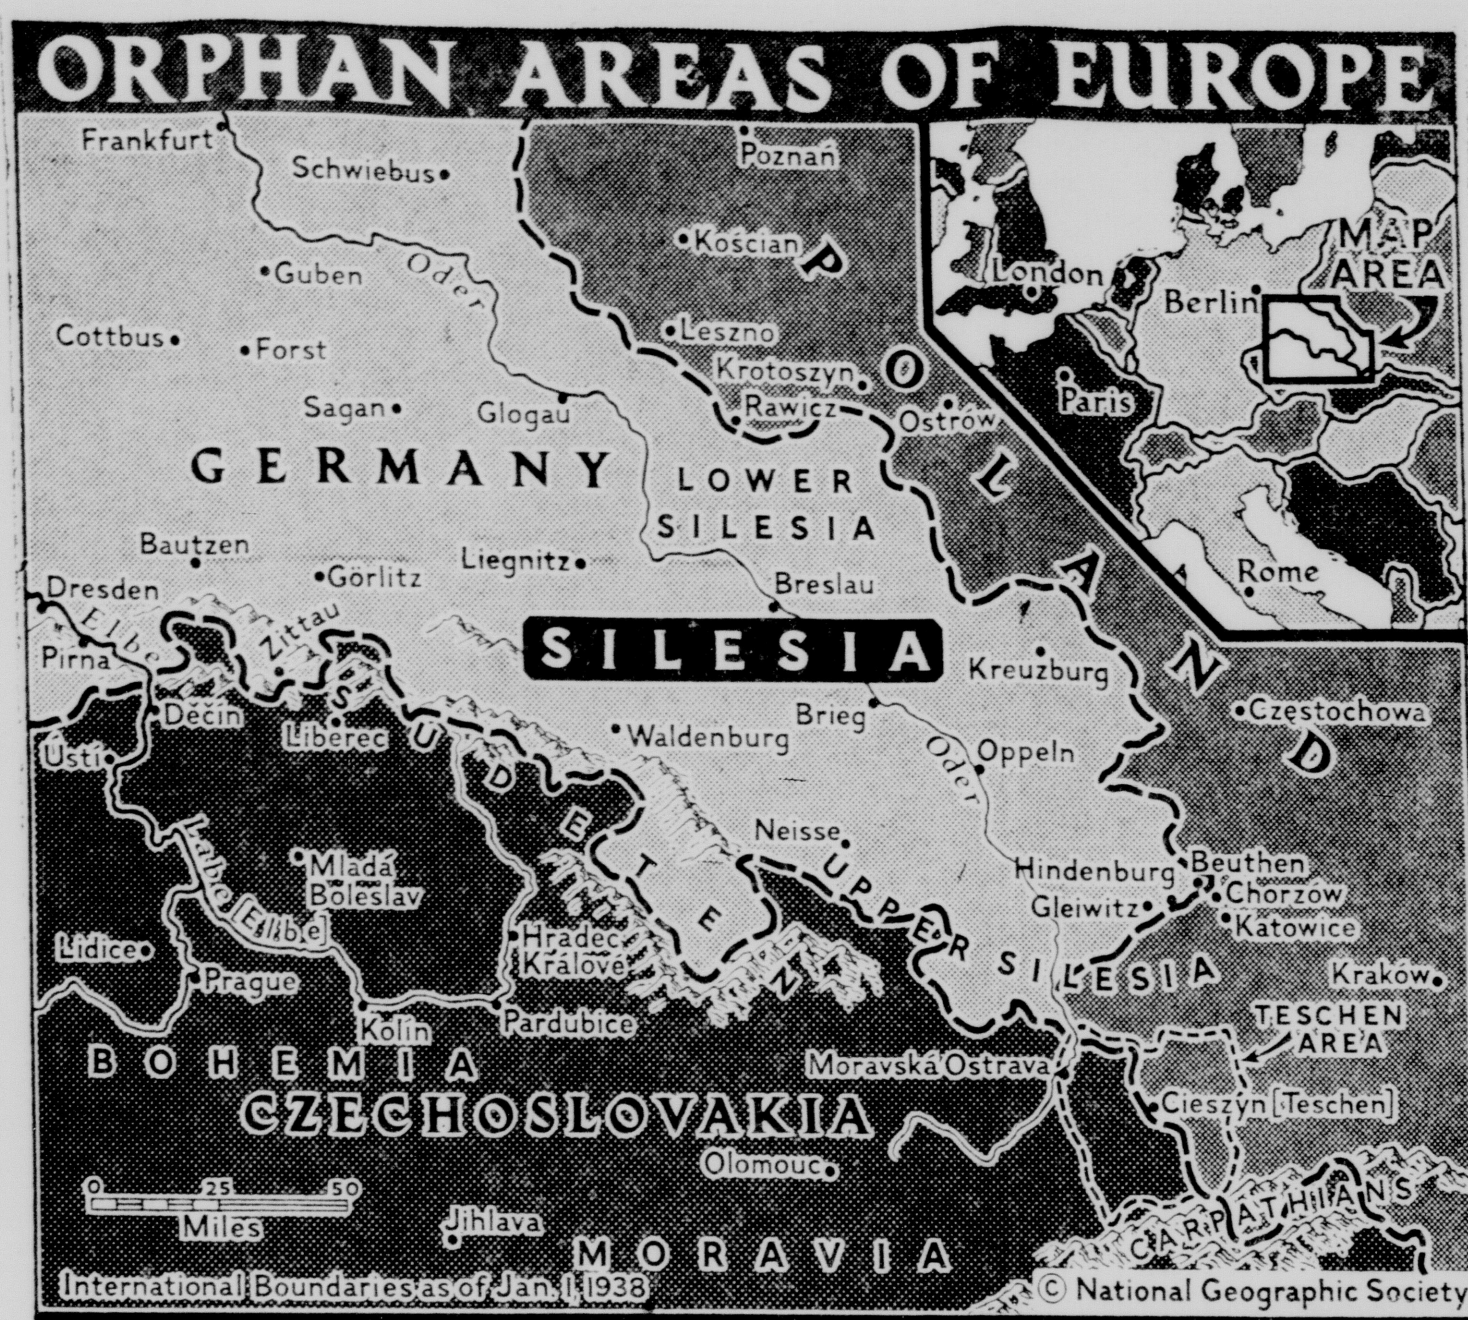 ORPHAN AREAS OF EUROPE
Frankfurt
Schwiebus
Poznań
Kościan
Guben
Oder
Cottbus
Forst
Leszno
Krotoszyn
Rawicz
Ostrów
Sagan
Glogau
POLAND
GERMANY
LOWER
SILESIA
Bautzen
Görlitz
Liegnitz
Breslau
Dresden
Elbe
Pirna
Zittau
SILESIA
Kreuzburg
Częstochowa
Děčín
Ústí
Liberec
SUDETEN
Waldenburg
Brieg
Oppeln
Oder
Neisse
Hindenburg
Beuthen
Chorzów
Gleiwitz
Katowice
UPPER SILESIA
Kraków
Mladá
Boleslav
Labe [Elbe]
Lidice
Prague
Hradec
Králové
Kolín
Pardubice
TESCHEN
AREA
Moravská Ostrava
Cieszyn [Teschen]
BOHEMIA
CZECHOSLOVAKIA
Olomouc
0 25 50
Miles
Jihlava
MORAVIA
CARPATHIANS
International Boundaries as of Jan. 1, 1938
© National Geographic Society
MAP
AREA
London
Berlin
Paris
Rome